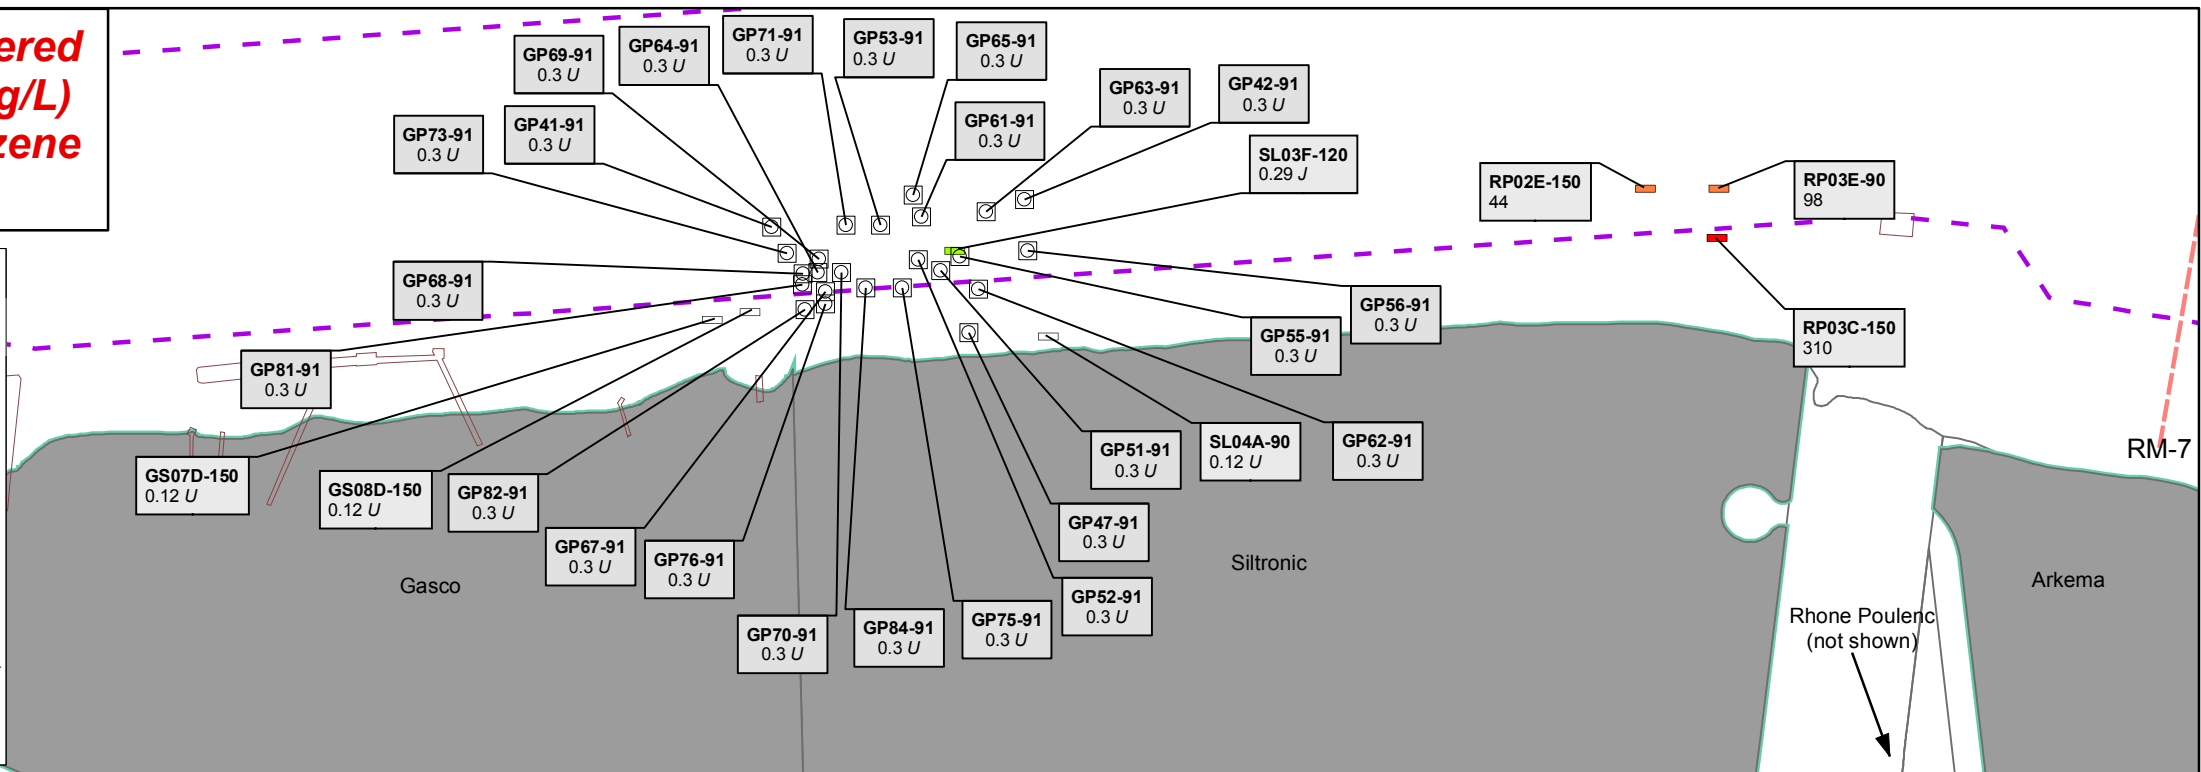 ered
g/L)
zene
GP69-91
0.3 U
GP64-91
0.3 U
GP71-91
0.3 U
GP53-91
0.3 U
GP65-91
0.3 U
GP63-91
0.3 U
GP42-91
0.3 U
GP73-91
0.3 U
GP41-91
0.3 U
GP61-91
0.3 U
SL03F-120
0.29 J
RP02E-150
44
RP03E-90
98
GP68-91
0.3 U
GP56-91
0.3 U
GP55-91
0.3 U
RP03C-150
310
GP81-91
0.3 U
RM-7
GS07D-150
0.12 U
GS08D-150
0.12 U
GP82-91
0.3 U
GP51-91
0.3 U
SL04A-90
0.12 U
GP62-91
0.3 U
GP67-91
0.3 U
GP76-91
0.3 U
GP47-91
0.3 U
GP52-91
0.3 U
GP70-91
0.3 U
GP84-91
0.3 U
GP75-91
0.3 U
Gasco
Siltronic
Arkema
Rhone Poulenc
(not shown)